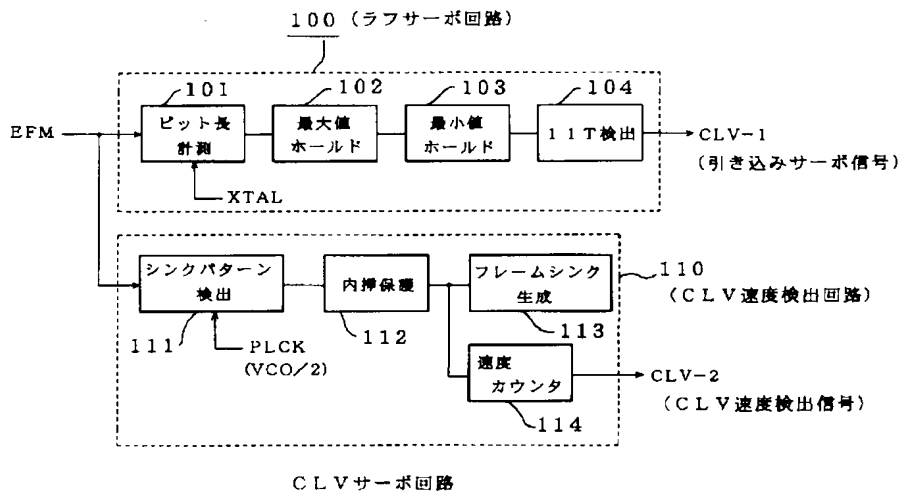 100 (ラフサーボ回路)
101
102
103
104
EFM
ピット長
計測
最大値
ホールド
最小値
ホールド
11T検出
CLV-1
(引き込みサーボ信号)
XTAL
シンクパターン
検出
内挿保護
フレームシンク
生成
110
(CLV速度検出回路)
111
PLCK
(VCO/2)
112
113
速度
カウンタ
CLV-2
(CLV速度検出信号)
114
CLVサーボ回路